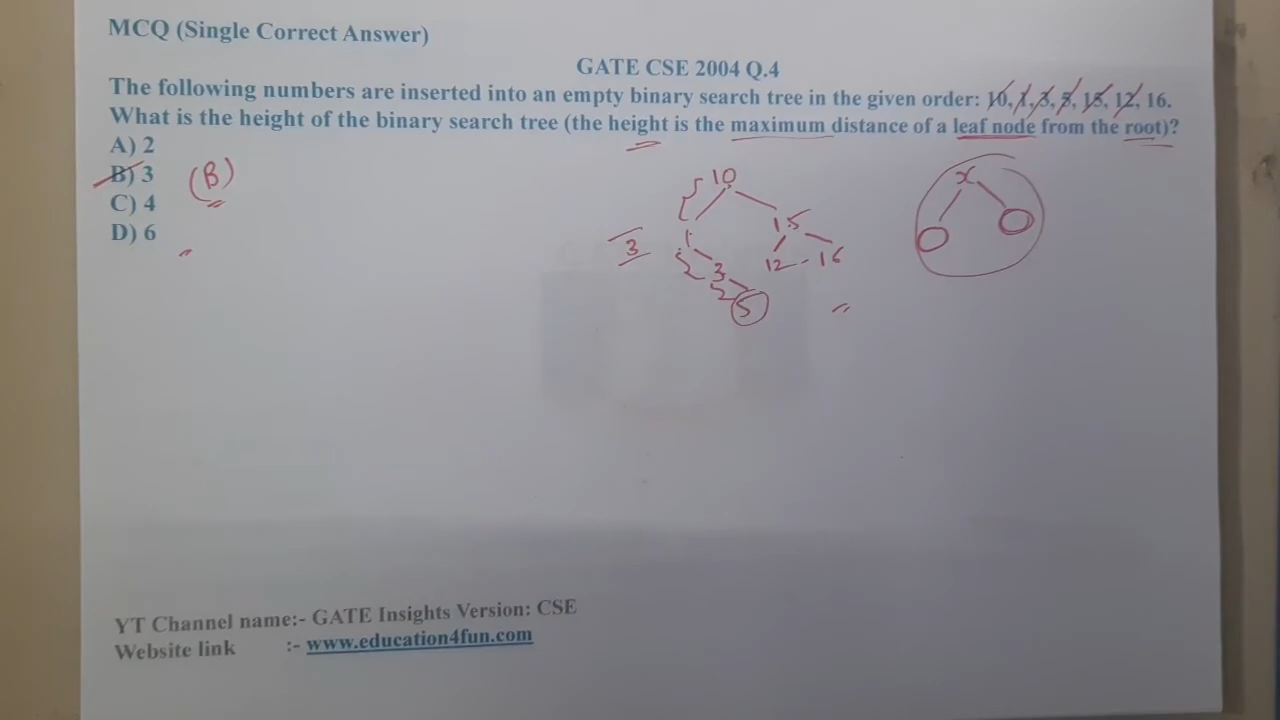 MCQ (Single Correct Answer)
GATE CSE 2004 Q.4
The following numbers are inserted into an empty binary search tree in the given order: 10, 1, 3, 5, 15, 12, 16.
What is the height of the binary search tree (the height is the maximum distance of a leaf node from the root)?
A) 2
B) 3 (B)
C) 4
D) 6
10 x
1 15
3
3 12 16
5
YT Channel name:- GATE Insights Version: CSE
Website link :- www.education4fun.com